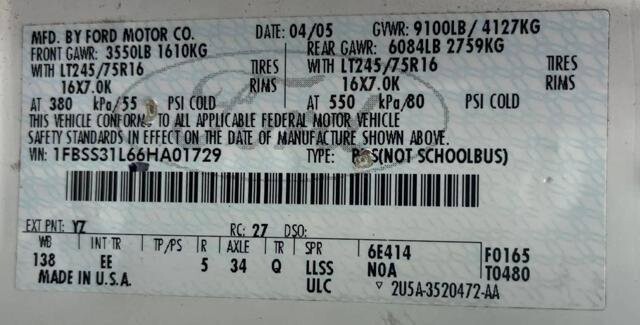 MFD. BY FORD MOTOR CO. DATE: 04/05 GVWR: 9100LB / 4127KG
FRONT GAWR: 3550LB 1610KG REAR GAWR: 6084LB 2759KG
WITH LT245/75R16 TIRES WITH LT245/75R16 TIRES
16X7.0K RIMS 16X7.0K RIMS
AT 380 kPa/55 PSI COLD AT 550 kPa/80 PSI COLD
THIS VEHICLE CONFORMS TO ALL APPLICABLE FEDERAL MOTOR VEHICLE
SAFETY STANDARDS IN EFFECT ON THE DATE OF MANUFACTURE SHOWN ABOVE.
VIN: 1FBSS31L66HA01729 TYPE: BUS(NOT SCHOOLBUS)
EXT PNT: YZ RC: 27 DSO:
WB INT TR TP/PS R AXLE TR SPR 6E414 F0165
138 EE 5 34 Q LLSS N0A T0480
MADE IN U.S.A. ULC ▽ 2U5A-3520472-AA